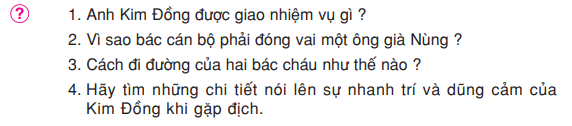 ? 1. Anh Kim Đồng được giao nhiệm vụ gì ?
2. Vì sao bác cán bộ phải đóng vai một ông già Nùng ?
3. Cách đi đường của hai bác cháu như thế nào ?
4. Hãy tìm những chi tiết nói lên sự nhanh trí và dũng cảm của
Kim Đồng khi gặp địch.